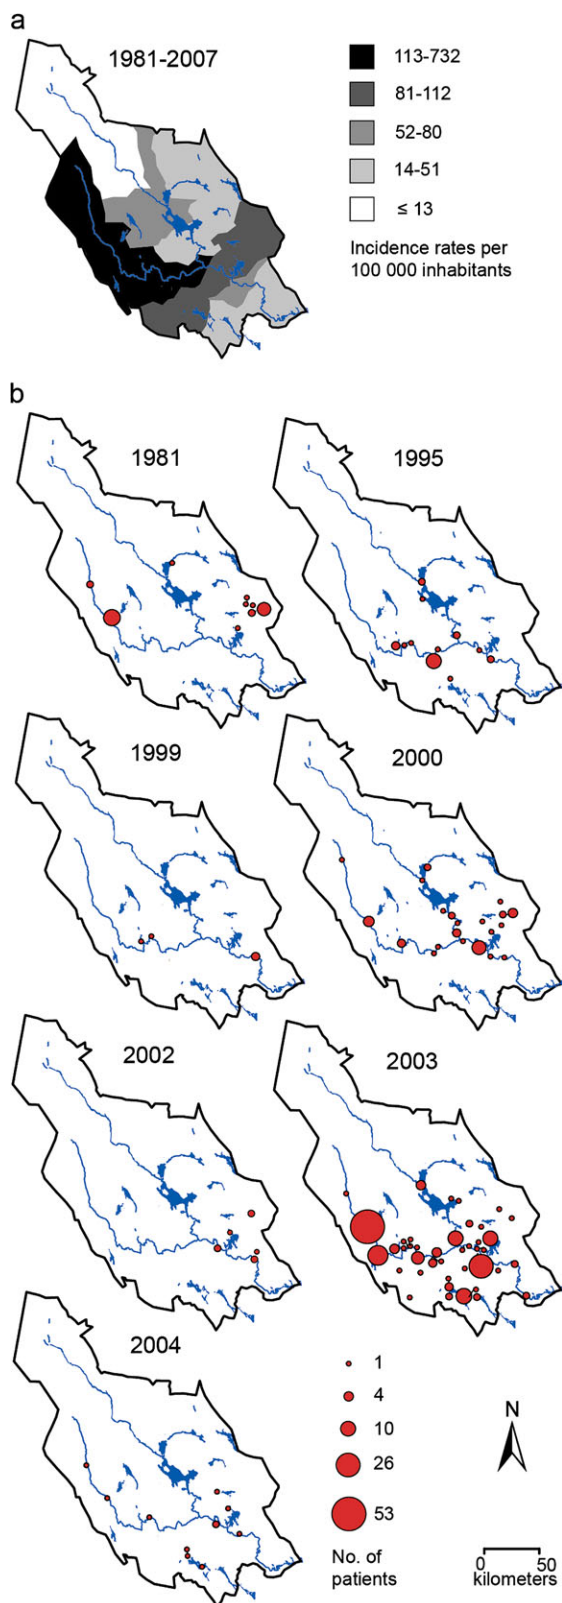 a
1981-2007
113-732
81-112
52-80
14-51
≤ 13
Incidence rates per
100 000 inhabitants
b
1981
1995
1999
2000
2002
2003
2004
1
4
10
26
53
No. of
patients
N
0 50
kilometers